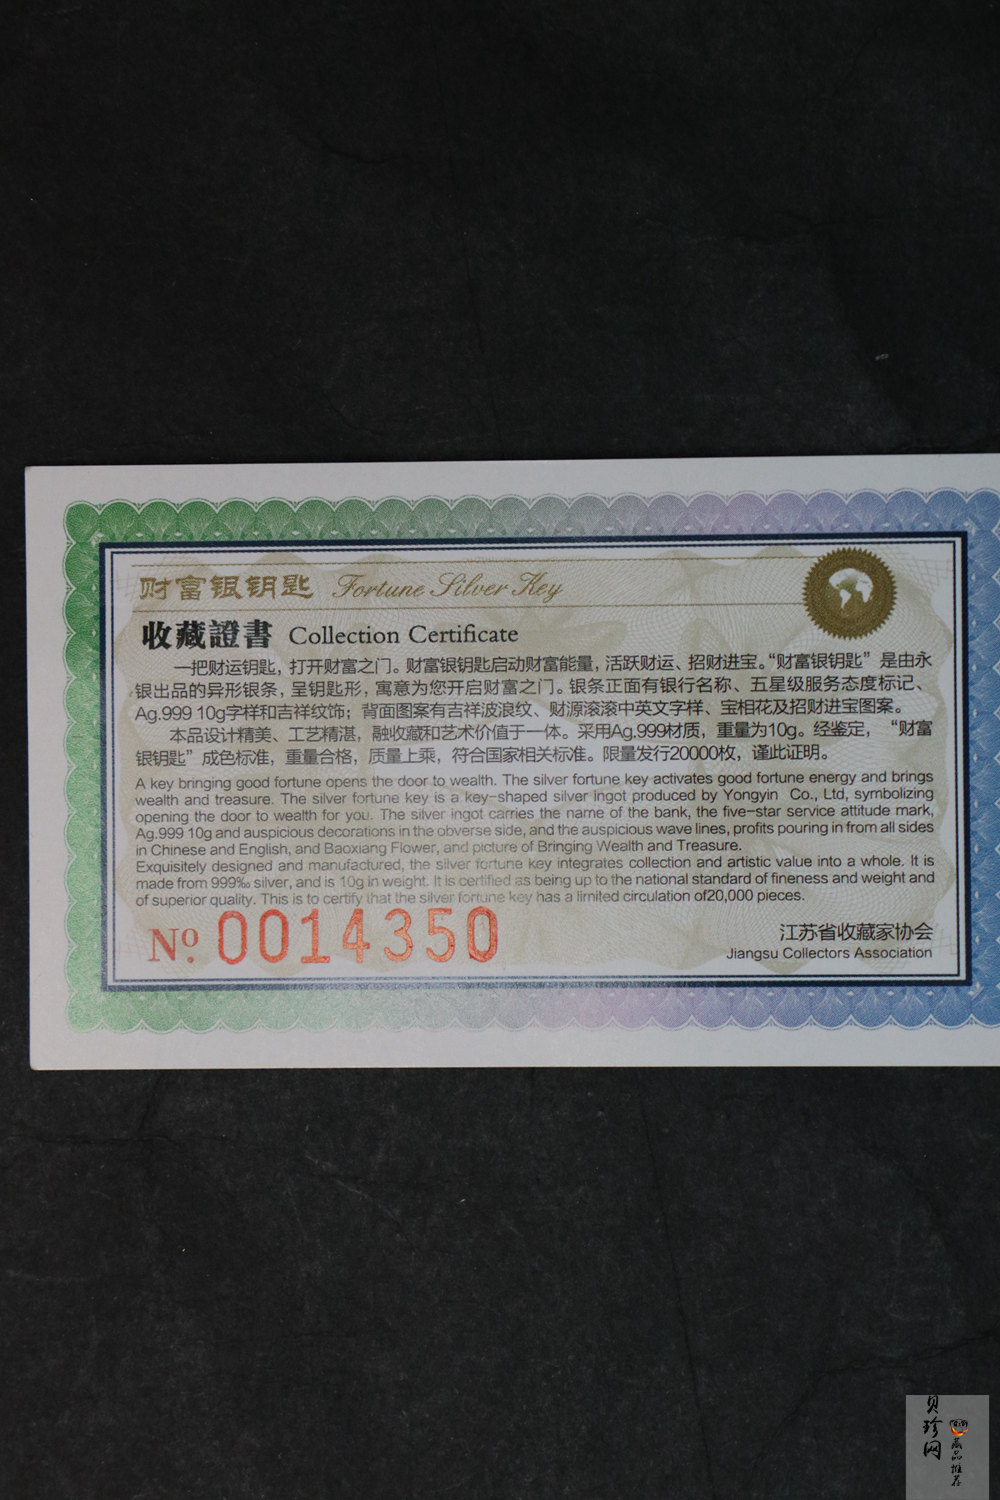 财富银钥匙 Fortune Silver Key
收藏證書 Collection Certificate
一把财运钥匙，打开财富之门。财富银钥匙启动财富能量，活跃财运、招财进宝。“财富银钥匙”是由永
银出品的异形银条，呈钥匙形，寓意为您开启财富之门。银条正面有银行名称、五星级服务态度标记、
Ag.999 10g字样和吉祥纹饰；背面图案有吉祥波浪纹、财源滚滚中英文字样、宝相花及招财进宝图案。
本品设计精美、工艺精湛，融收藏和艺术价值于一体。采用Ag.999材质，重量为10g。经鉴定，“财富
银钥匙”成色标准，重量合格，质量上乘，符合国家相关标准。限量发行20000枚，谨此证明。
A key bringing good fortune opens the door to wealth. The silver fortune key activates good fortune energy and brings
wealth and treasure. The silver fortune key is a key-shaped silver ingot produced by Yongyin Co., Ltd, symbolizing
opening the door to wealth for you. The silver ingot carries the name of the bank, the five-star service attitude mark,
Ag.999 10g and auspicious decorations in the obverse side, and the auspicious wave lines, profits pouring in from all sides
in Chinese and English, and Baoxiang Flower, and picture of Bringing Wealth and Treasure.
Exquisitely designed and manufactured, the silver fortune key integrates collection and artistic value into a whole. It is
made from 999‰ silver, and is 10g in weight. It is certified as being up to the national standard of fineness and weight and
of superior quality. This is to certify that the silver fortune key has a limited circulation of20,000 pieces.
No. 0014350
江苏省收藏家协会
Jiangsu Collectors Association
贝珍网
藏品推荐